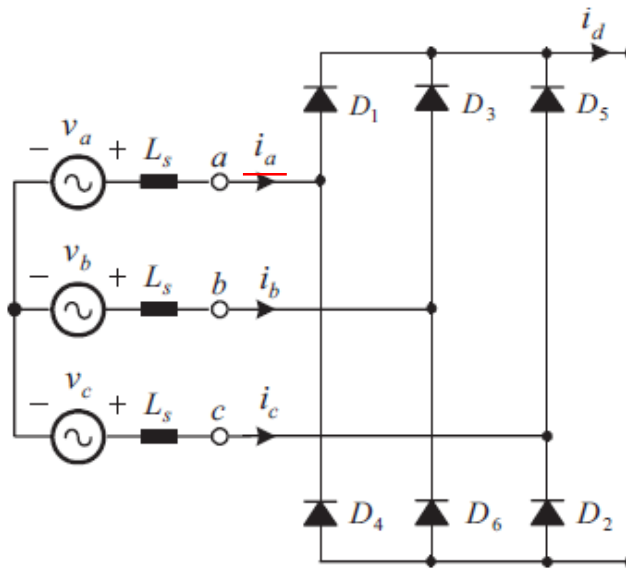 i_d
D_1 D_3 D_5
v_a
− + L_s a i_a
v_b
− + L_s b i_b
v_c
− + L_s c i_c
D_4 D_6 D_2